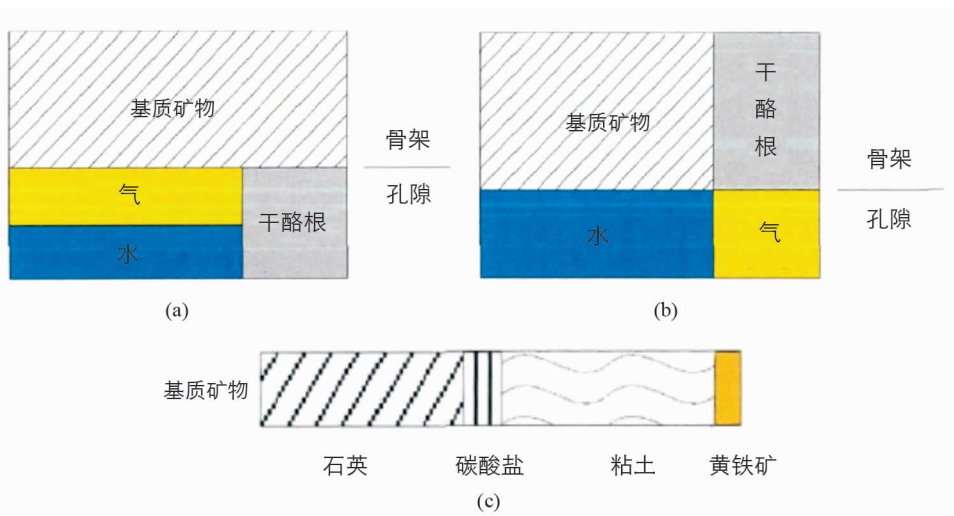 基质矿物
骨架
气
孔隙
干酪根
水
(a)
基质矿物
干
酪
根
骨架
水
气
孔隙
(b)
基质矿物
石英
碳酸盐
粘土
黄铁矿
(c)